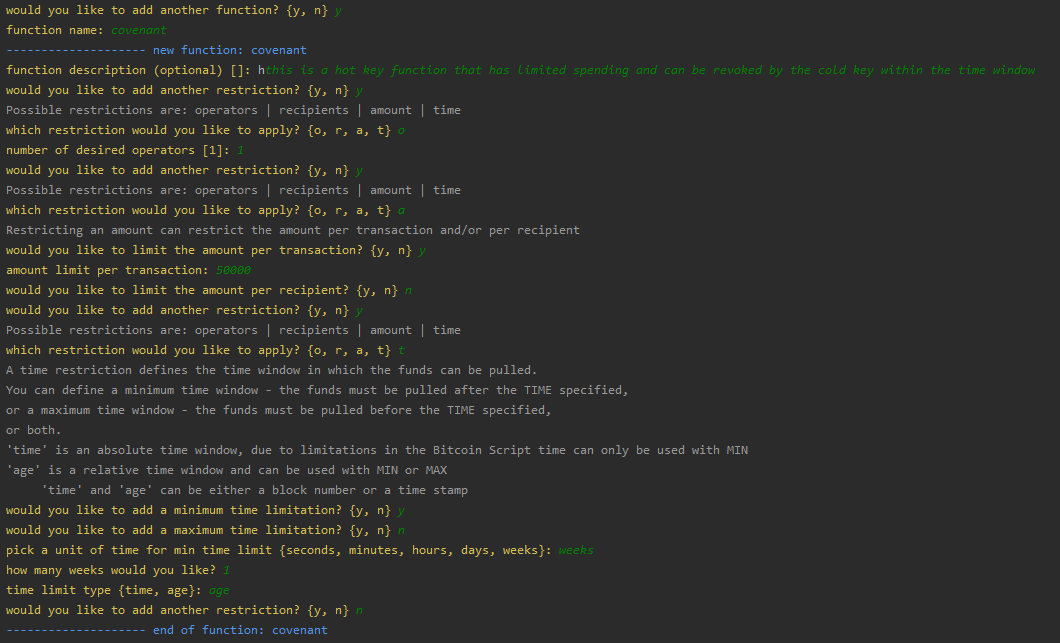 would you like to add another function? {y, n} y
function name: covenant
-------------------- new function: covenant
function description (optional) []: hthis is a hot key function that has limited spending and can be revoked by the cold key within the time window
would you like to add another restriction? {y, n} y
Possible restrictions are: operators | recipients | amount | time
which restriction would you like to apply? {o, r, a, t} o
number of desired operators [1]: 1
would you like to add another restriction? {y, n} y
Possible restrictions are: operators | recipients | amount | time
which restriction would you like to apply? {o, r, a, t} a
Restricting an amount can restrict the amount per transaction and/or per recipient
would you like to limit the amount per transaction? {y, n} y
amount limit per transaction: 50000
would you like to limit the amount per recipient? {y, n} n
would you like to add another restriction? {y, n} y
Possible restrictions are: operators | recipients | amount | time
which restriction would you like to apply? {o, r, a, t} t
A time restriction defines the time window in which the funds can be pulled.
You can define a minimum time window - the funds must be pulled after the TIME specified,
or a maximum time window - the funds must be pulled before the TIME specified,
or both.
'time' is an absolute time window, due to limitations in the Bitcoin Script time can only be used with MIN
'age' is a relative time window and can be used with MIN or MAX
'time' and 'age' can be either a block number or a time stamp
would you like to add a minimum time limitation? {y, n} y
would you like to add a maximum time limitation? {y, n} n
pick a unit of time for min time limit {seconds, minutes, hours, days, weeks}: weeks
how many weeks would you like? 1
time limit type {time, age}: age
would you like to add another restriction? {y, n} n
-------------------- end of function: covenant